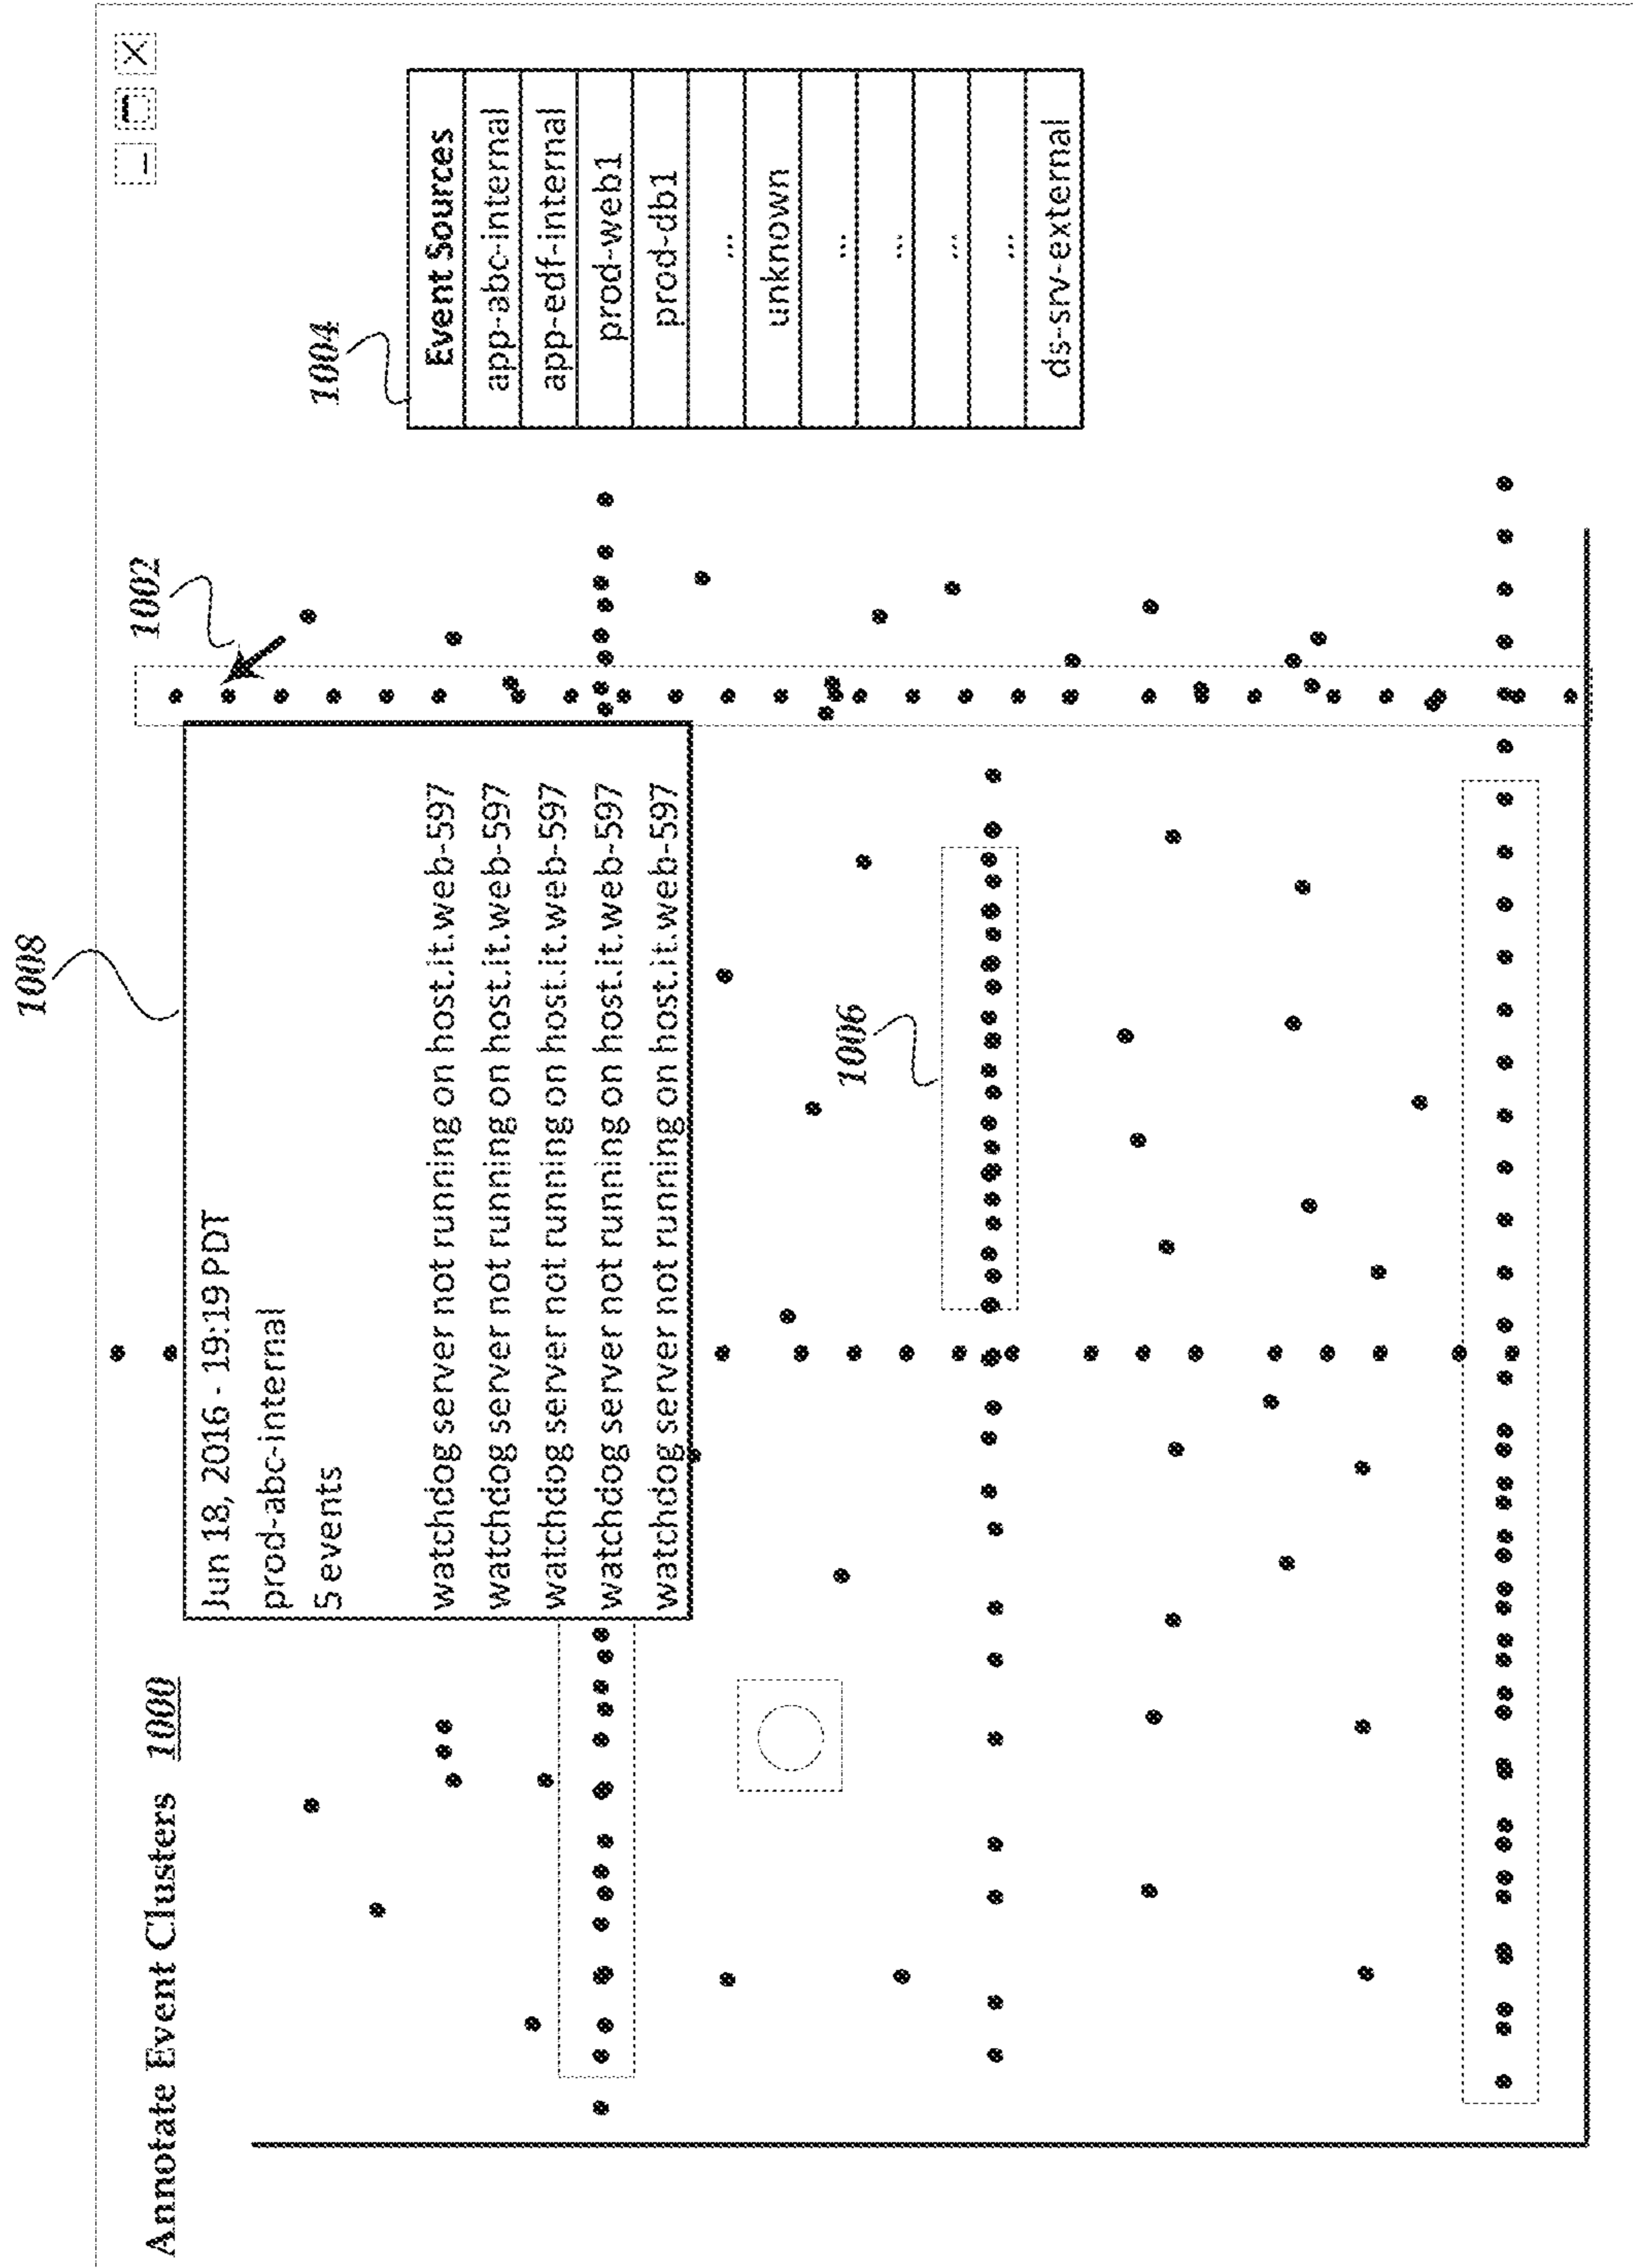 Annotate Event Clusters 1000
1008
1002
Jun 18, 2016 - 19:19 PDT
prod-abc-internal
5 events
watchdog server not running on host.it.web-597
watchdog server not running on host.it.web-597
watchdog server not running on host.it.web-597
watchdog server not running on host.it.web-597
watchdog server not running on host.it.web-597
1004
Event Sources
app-abc-internal
app-edf-internal
prod-web1
prod-db1
...
unknown
...
...
...
...
ds-srv-external
1006